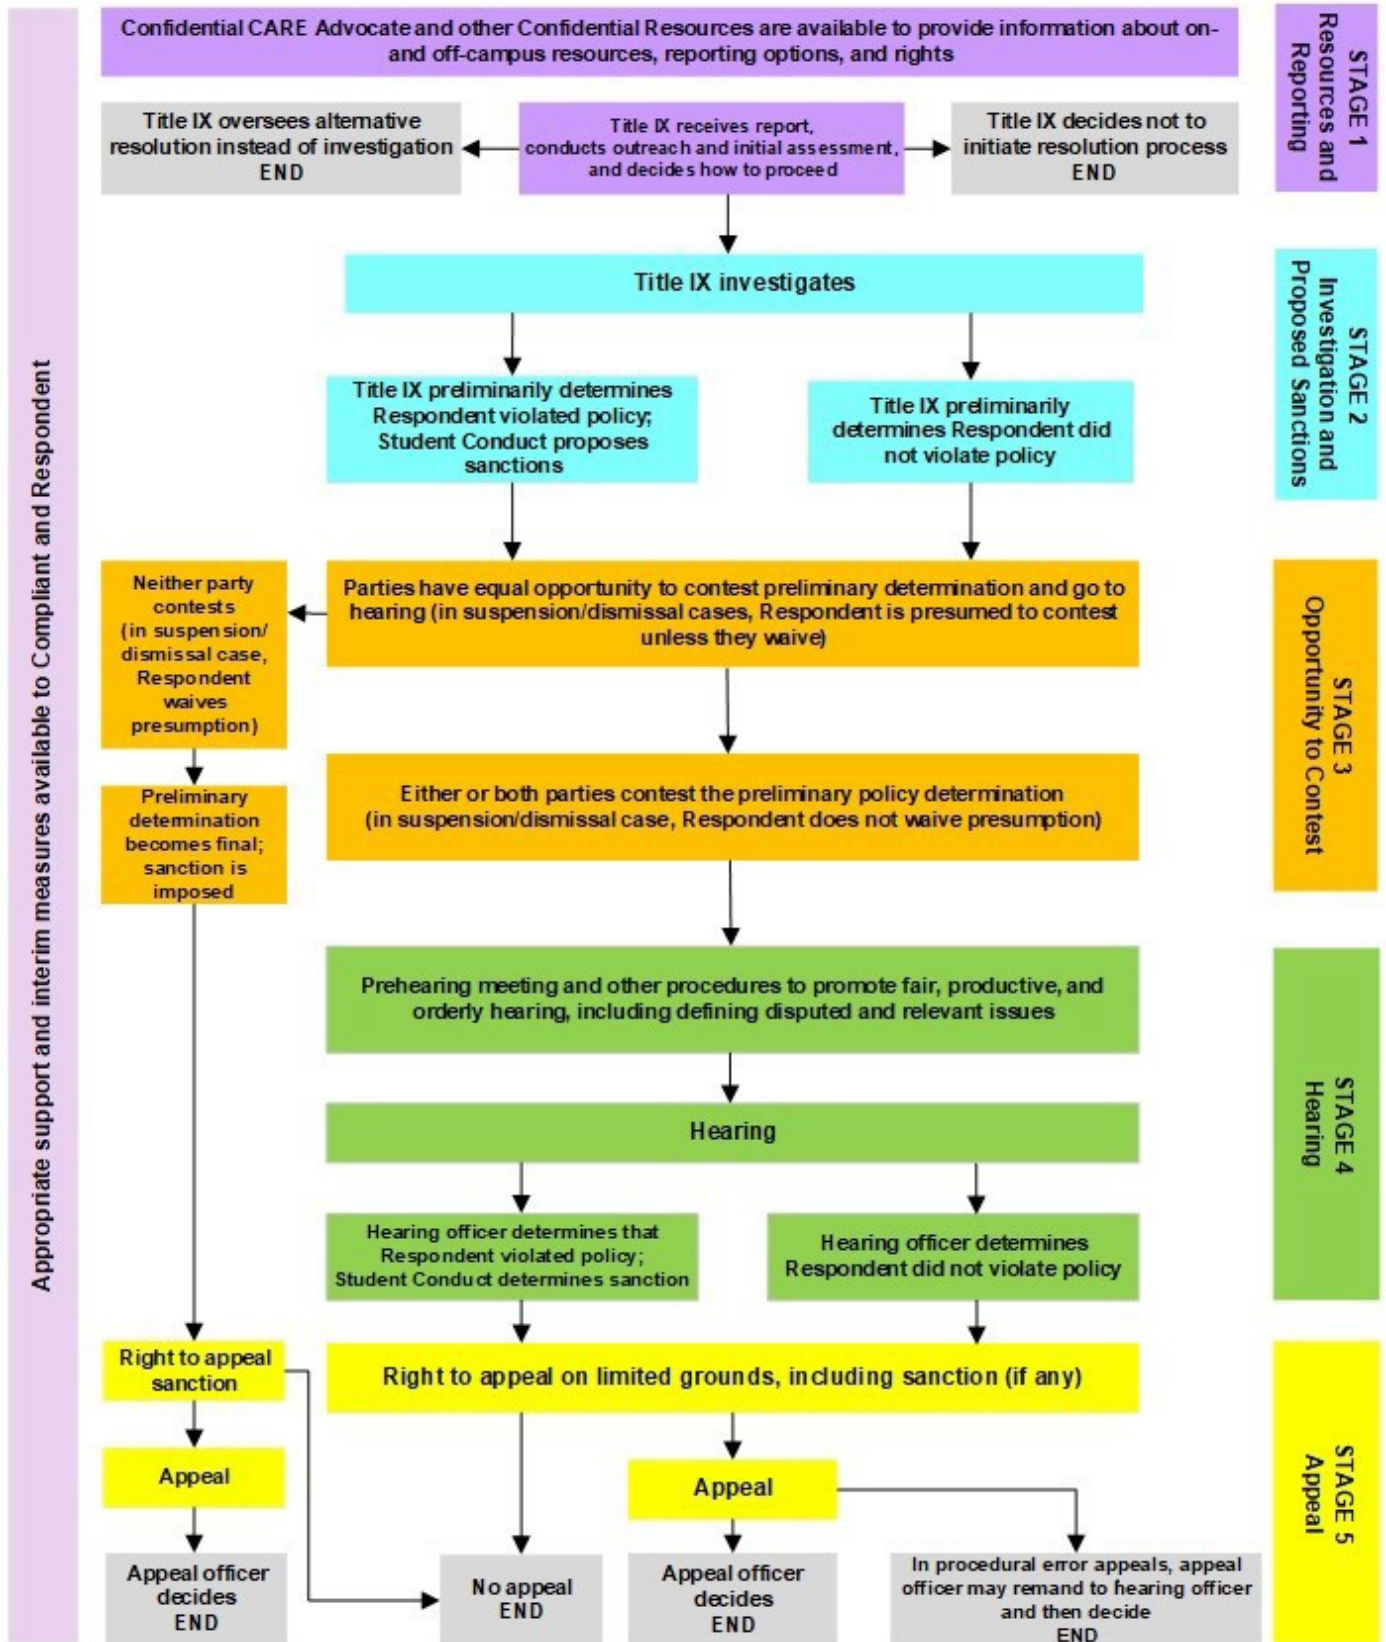 Confidential CARE Advocate and other Confidential Resources are available to provide information about on-
and off-campus resources, reporting options, and rights
STAGE 1
Resources and
Reporting
Title IX oversees alternative
resolution instead of investigation
END
Title IX receives report,
conducts outreach and initial assessment,
and decides how to proceed
Title IX decides not to
initiate resolution process
END
Appropriate support and interim measures available to Compliant and Respondent
Title IX investigates
STAGE 2
Investigation and
Proposed Sanctions
Title IX preliminarily determines
Respondent violated policy;
Student Conduct proposes
sanctions
Title IX preliminarily
determines Respondent did
not violate policy
Neither party
contests
(in suspension/
dismissal case,
Respondent
waives
presumption)
Parties have equal opportunity to contest preliminary determination and go to
hearing (in suspension/dismissal cases, Respondent is presumed to contest
unless they waive)
STAGE 3
Opportunity to Contest
Preliminary
determination
becomes final;
sanction is
imposed
Either or both parties contest the preliminary policy determination
(in suspension/dismissal case, Respondent does not waive presumption)
Prehearing meeting and other procedures to promote fair, productive, and
orderly hearing, including defining disputed and relevant issues
STAGE 4
Hearing
Hearing
Hearing officer determines that
Respondent violated policy;
Student Conduct determines sanction
Hearing officer determines
Respondent did not violate policy
Right to appeal
sanction
Right to appeal on limited grounds, including sanction (if any)
STAGE 5
Appeal
Appeal
Appeal
Appeal officer
decides
END
No appeal
END
Appeal officer
decides
END
In procedural error appeals, appeal
officer may remand to hearing officer
and then decide
END